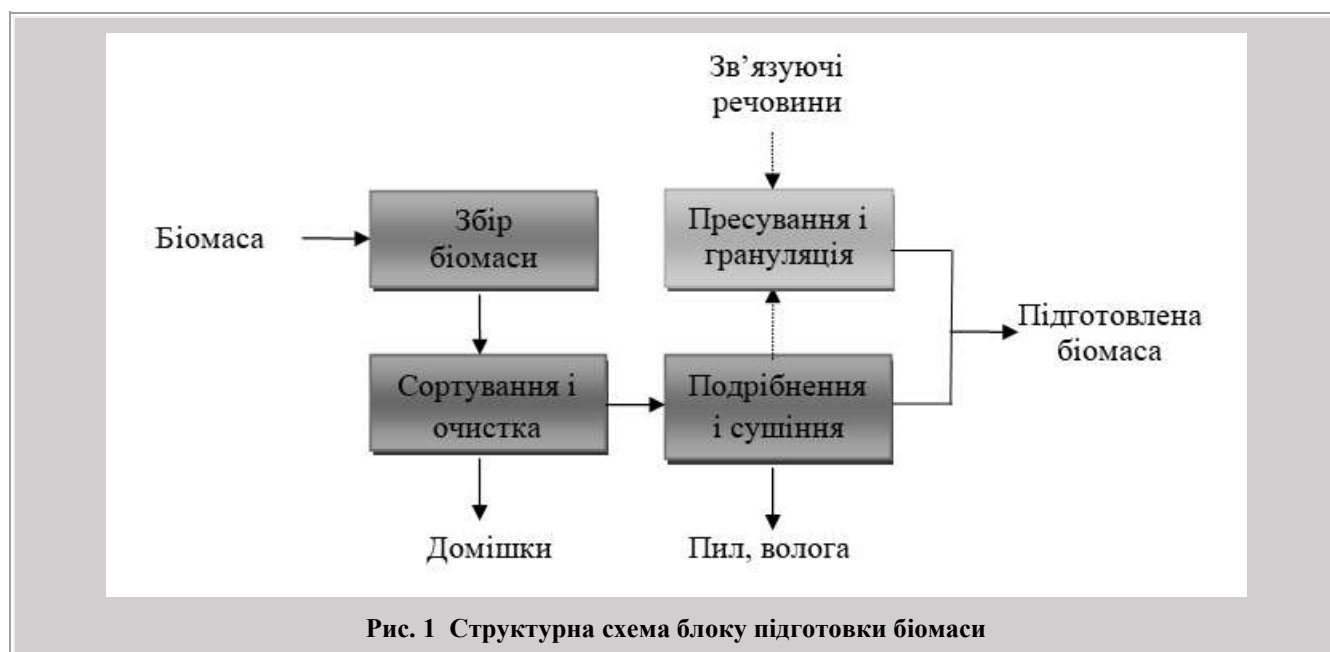 Зв’язуючі
речовини
Біомаса
Збір
біомаси
Пресування і
грануляція
Підготовлена
біомаса
Сортування і
очистка
Подрібнення
і сушіння
Домішки
Пил, волога
Рис. 1 Структурна схема блоку підготовки біомаси